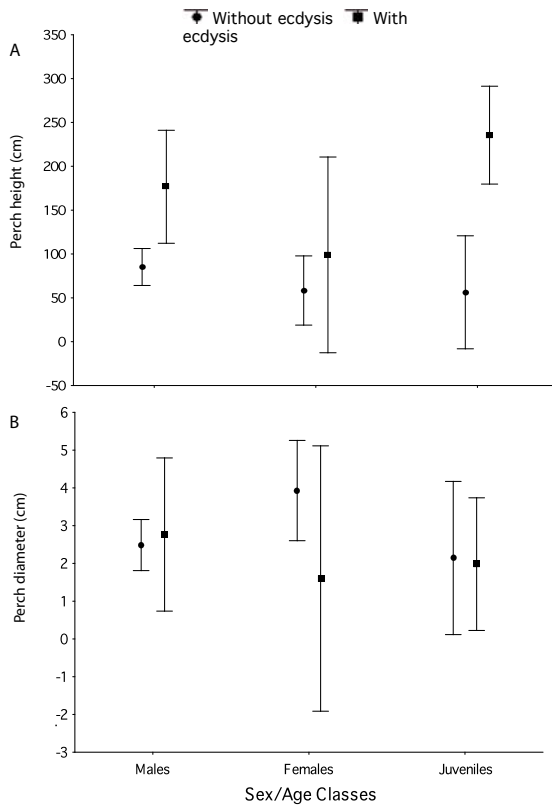 Without ecdysis With
ecdysis
A
350
300
250
200
150
100
50
0
-50
Perch height (cm)
B
6
5
4
3
2
1
0
-1
-2
-3
Perch diameter (cm)
Males Females Juveniles
Sex/Age Classes